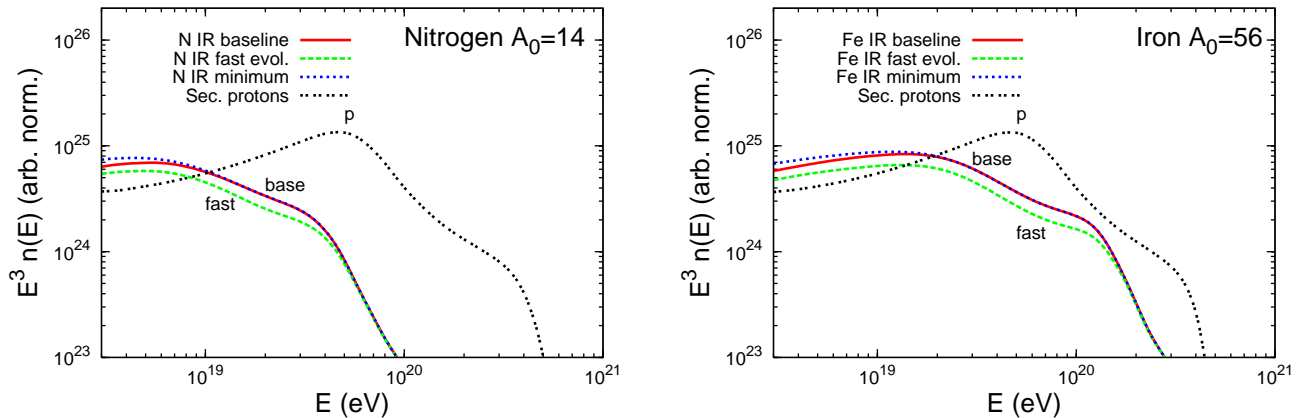 Nitrogen A_0=14
N IR baseline
N IR fast evol.
N IR minimum
Sec. protons
p
base
fast
10^26
10^25
10^24
10^23
E^3 n(E) (arb. norm.)
10^19
10^20
10^21
E (eV)
Iron A_0=56
Fe IR baseline
Fe IR fast evol.
Fe IR minimum
Sec. protons
p
base
fast
10^26
10^25
10^24
10^23
E^3 n(E) (arb. norm.)
10^19
10^20
10^21
E (eV)